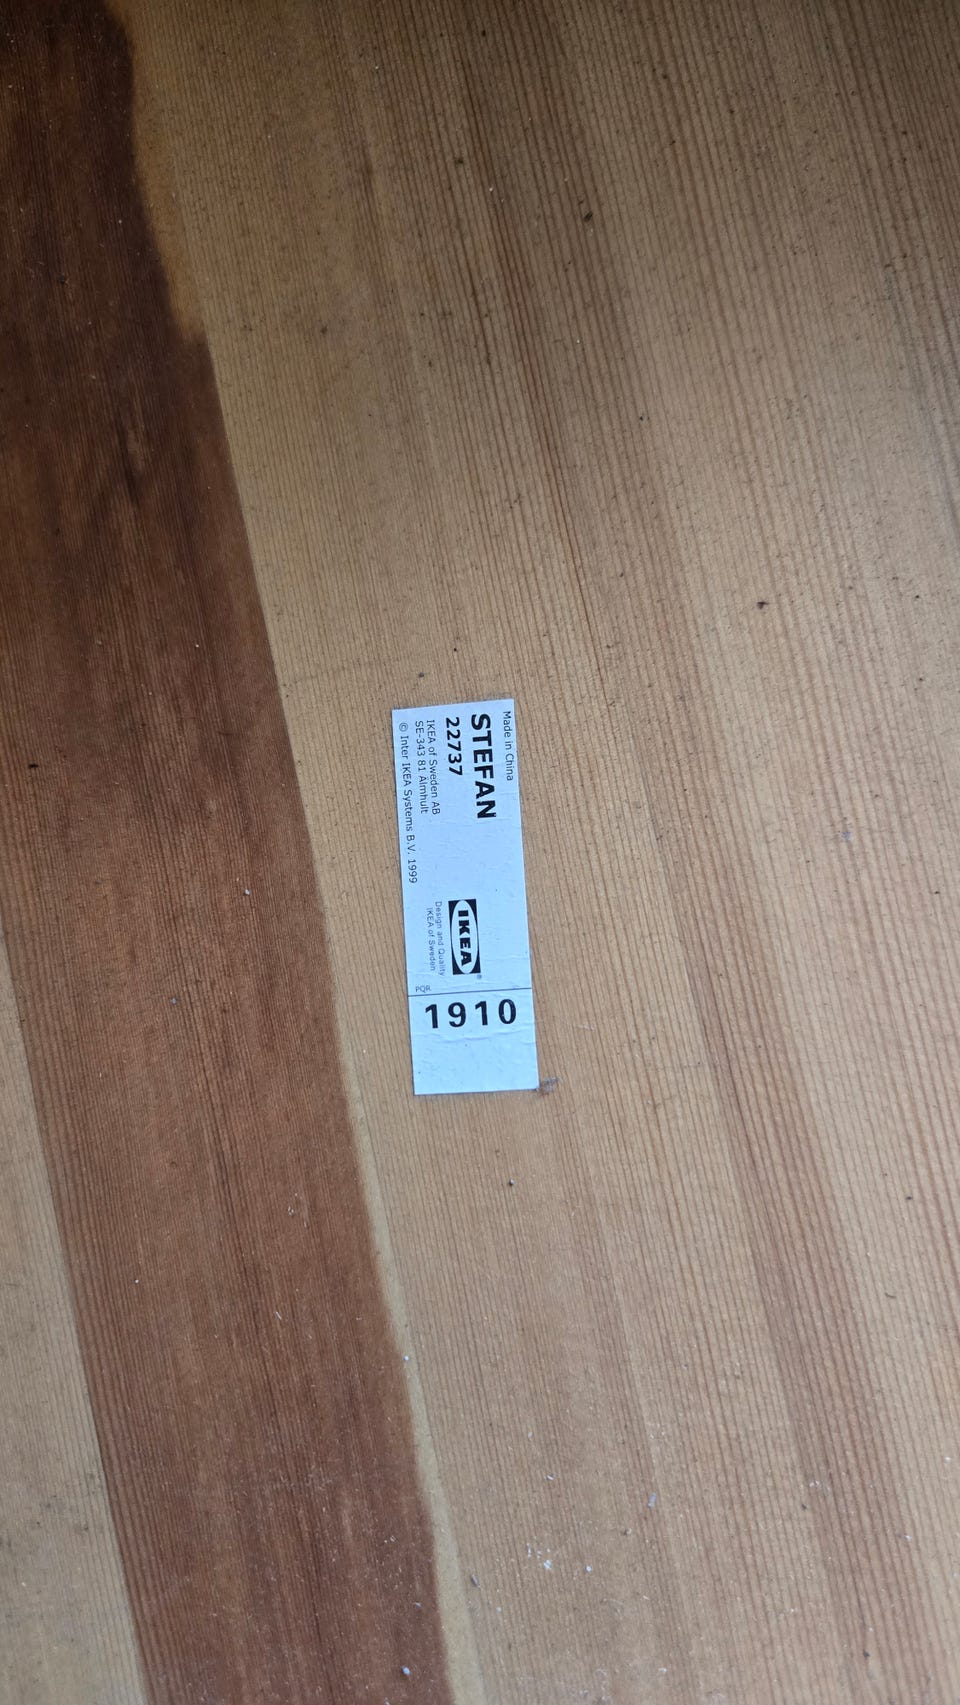 Made in China
STEFAN
22737
IKEA of Sweden AB
SE-343 81 Älmhult
© Inter IKEA Systems B.V. 1999
IKEA®
Design and Quality
IKEA of Sweden
PQR
1910